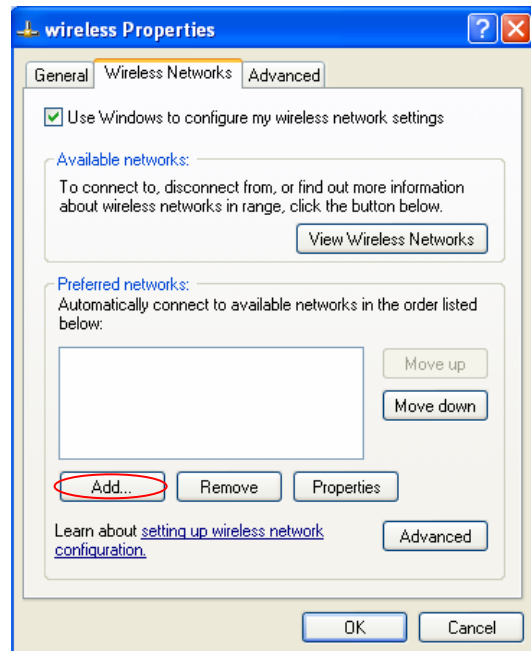 wireless Properties
General Wireless Networks Advanced
Use Windows to configure my wireless network settings
Available networks:
To connect to, disconnect from, or find out more information
about wireless networks in range, click the button below.
View Wireless Networks
Preferred networks:
Automatically connect to available networks in the order listed
below:
Move up
Move down
Add... Remove Properties
Learn about setting up wireless network
configuration.
Advanced
OK Cancel